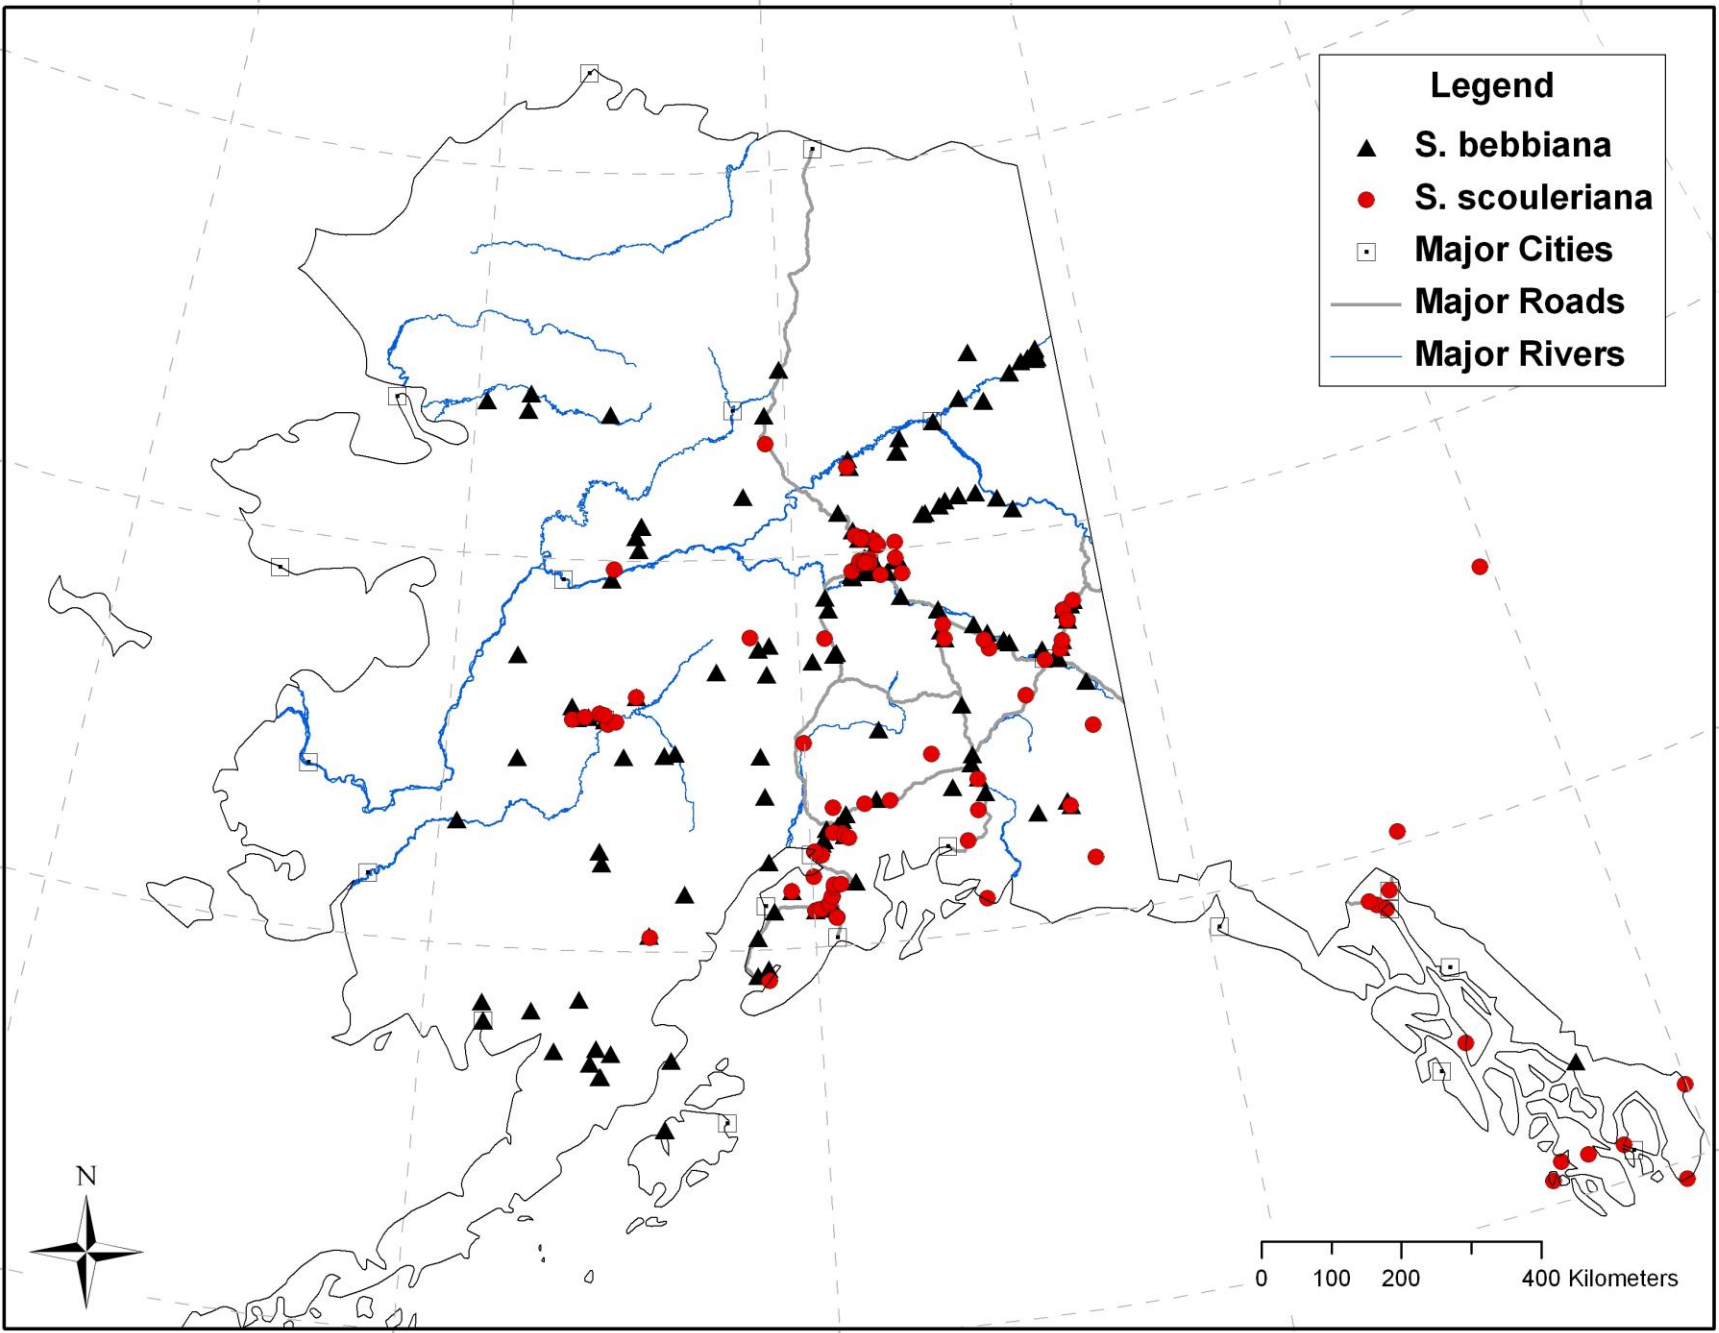 Legend
S. bebbiana
S. scouleriana
Major Cities
Major Roads
Major Rivers
N
0 100 200 400 Kilometers